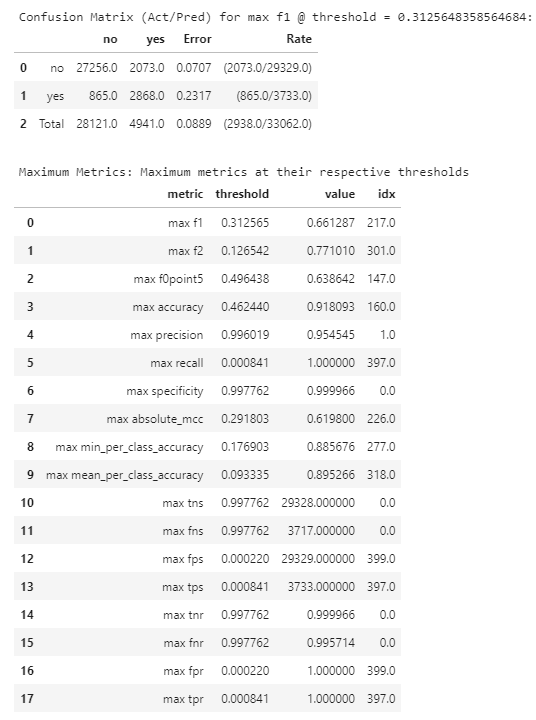 Confusion Matrix (Act/Pred) for max f1 @ threshold = 0.3125648358564684:
no yes Error Rate
0 no 27256.0 2073.0 0.0707 (2073.0/29329.0)
1 yes 865.0 2868.0 0.2317 (865.0/3733.0)
2 Total 28121.0 4941.0 0.0889 (2938.0/33062.0)
Maximum Metrics: Maximum metrics at their respective thresholds
metric threshold value idx
0 max f1 0.312565 0.661287 217.0
1 max f2 0.126542 0.771010 301.0
2 max f0point5 0.496438 0.638642 147.0
3 max accuracy 0.462440 0.918093 160.0
4 max precision 0.996019 0.954545 1.0
5 max recall 0.000841 1.000000 397.0
6 max specificity 0.997762 0.999966 0.0
7 max absolute_mcc 0.291803 0.619800 226.0
8 max min_per_class_accuracy 0.176903 0.885676 277.0
9 max mean_per_class_accuracy 0.093335 0.895266 318.0
10 max tns 0.997762 29328.000000 0.0
11 max fns 0.997762 3717.000000 0.0
12 max fps 0.000220 29329.000000 399.0
13 max tps 0.000841 3733.000000 397.0
14 max tnr 0.997762 0.999966 0.0
15 max fnr 0.997762 0.995714 0.0
16 max fpr 0.000220 1.000000 399.0
17 max tpr 0.000841 1.000000 397.0